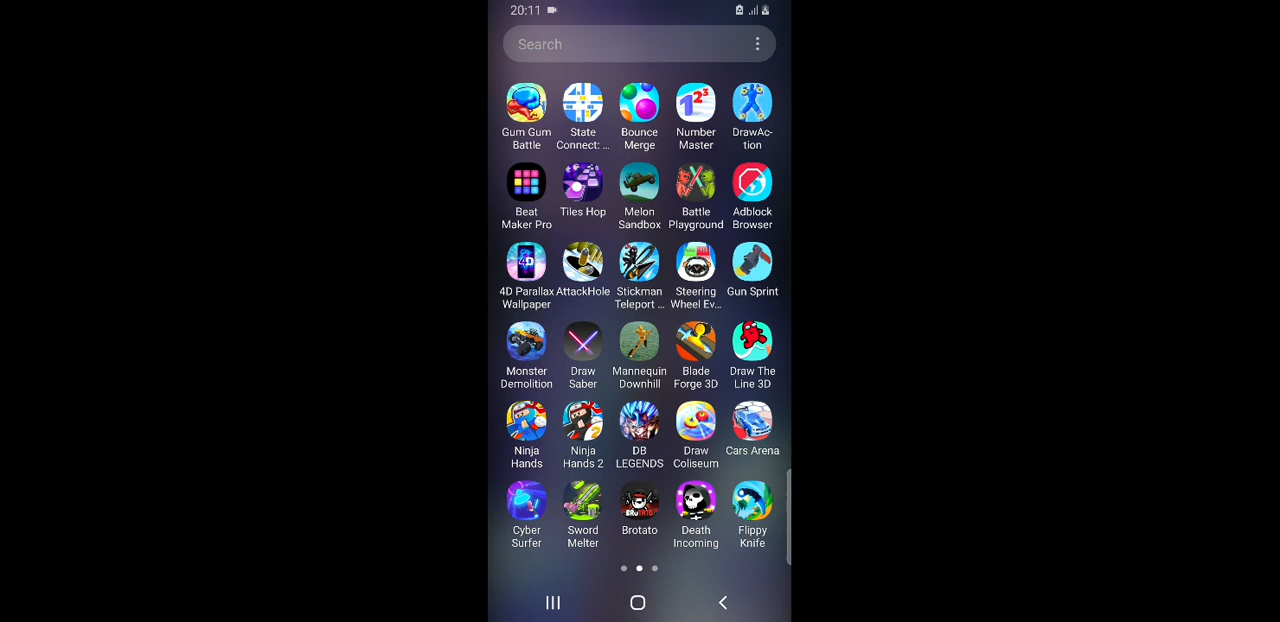 20:11
Search
Gum Gum Battle
State Connect: ...
Bounce Merge
Number Master
DrawAc-
tion
Beat Maker Pro
Tiles Hop
Melon Sandbox
Battle Playground
Adblock Browser
4D
4D Parallax Wallpaper
AttackHole
Stickman Teleport ...
Steering Wheel Ev...
Gun Sprint
Monster Demolition
Draw Saber
Mannequin Downhill
Blade Forge 3D
Draw The Line 3D
Ninja Hands
Ninja Hands 2
DB LEGENDS
Draw Coliseum
Cars Arena
Cyber Surfer
Sword Melter
BROTATO
Brotato
Death Incoming
Flippy Knife